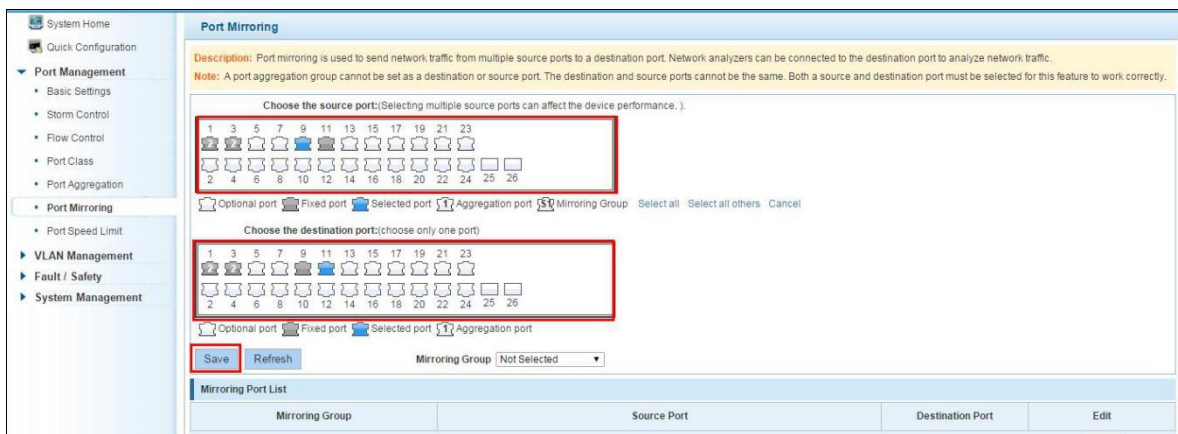 System Home
Quick Configuration
Port Management
Basic Settings
Storm Control
Flow Control
Port Class
Port Aggregation
Port Mirroring
Port Speed Limit
VLAN Management
Fault / Safety
System Management
Port Mirroring
Description: Port mirroring is used to send network traffic from multiple source ports to a destination port. Network analyzers can be connected to the destination port to analyze network traffic.
Note: A port aggregation group cannot be set as a destination or source port. The destination and source ports cannot be the same. Both a source and destination port must be selected for this feature to work correctly.
Choose the source port:(Selecting multiple source ports can affect the device performance. ).
1 3 5 7 9 11 13 15 17 19 21 23
2 2
2 4 6 8 10 12 14 16 18 20 22 24 25 26
Optional port Fixed port Selected port 1 Aggregation port S1 Mirroring Group Select all Select all others Cancel
Choose the destination port:(choose only one port)
1 3 5 7 9 11 13 15 17 19 21 23
2 2
2 4 6 8 10 12 14 16 18 20 22 24 25 26
Optional port Fixed port Selected port 1 Aggregation port
Save Refresh Mirroring Group Not Selected
Mirroring Port List
Mirroring Group Source Port Destination Port Edit